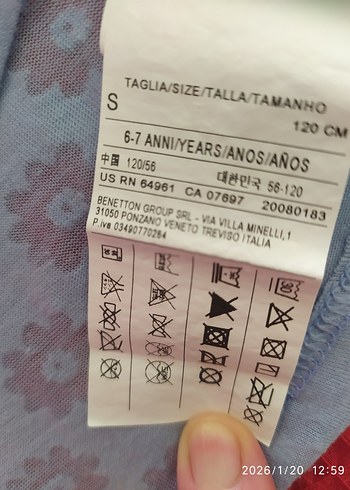 TAGLIA/SIZE/TALLA/TAMANHO
S
120 CM
6-7 ANNI/YEARS/ANOS/AÑOS
中国 120/56 대한민국 56-120
US RN 64961 CA 07697 20080183
BENETTON GROUP SRL - VIA VILLA MINELLI,1
31050 PONZANO VENETO TREVISO ITALIA
P.iva 03490770264
2026/1/20 12:59